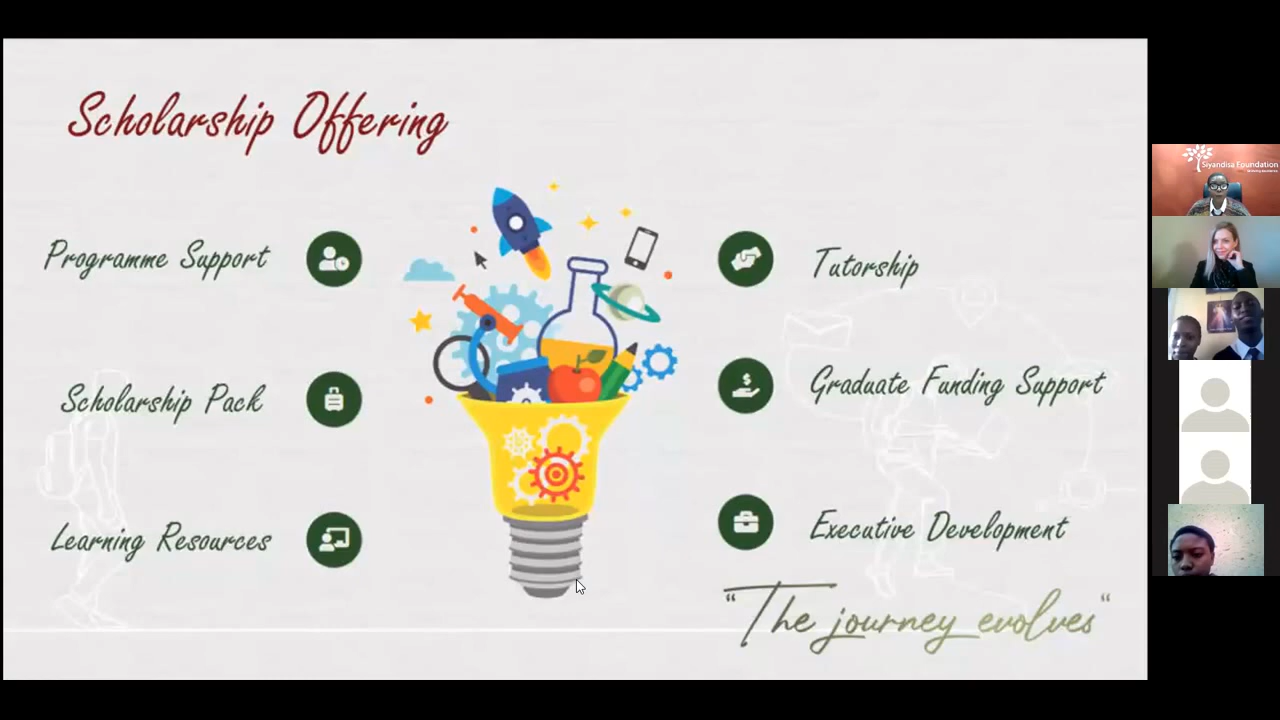 Scholarship Offering
Programme Support
Tutorship
Scholarship Pack
Graduate Funding Support
Learning Resources
Executive Development
"The journey evolves"
Siyandisa Foundation